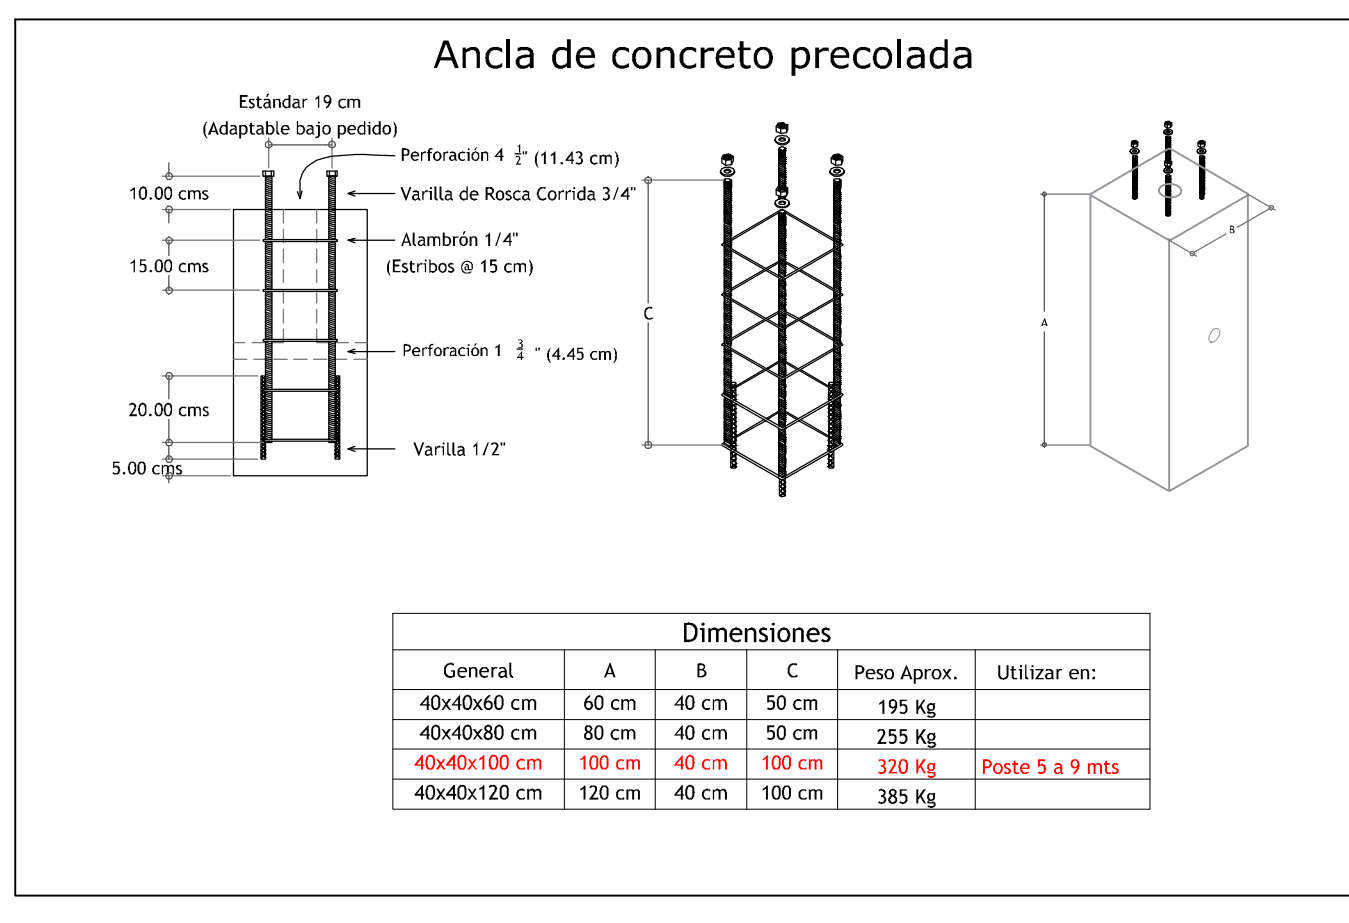 Ancla de concreto precolada
Estándar 19 cm
(Adaptable bajo pedido)
Perforación 4 1/2" (11.43 cm)
10.00 cms
Varilla de Rosca Corrida 3/4"
Alambrón 1/4"
(Estribos @ 15 cm)
15.00 cms
Perforación 1 3/4 " (4.45 cm)
20.00 cms
Varilla 1/2"
5.00 cms
C
A
B
Dimensiones
General A B C Peso Aprox. Utilizar en:
40x40x60 cm 60 cm 40 cm 50 cm 195 Kg
40x40x80 cm 80 cm 40 cm 50 cm 255 Kg
40x40x100 cm 100 cm 40 cm 100 cm 320 Kg Poste 5 a 9 mts
40x40x120 cm 120 cm 40 cm 100 cm 385 Kg